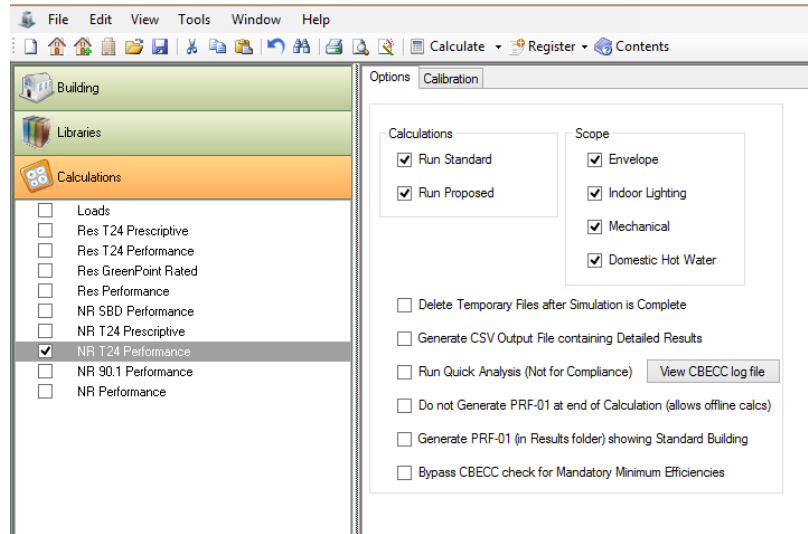 File Edit View Tools Window Help
Calculate Register Contents
Building
Libraries
Calculations
Loads
Res T24 Prescriptive
Res T24 Performance
Res GreenPoint Rated
Res Performance
NR SBD Performance
NR T24 Prescriptive
NR T24 Performance
NR 90.1 Performance
NR Performance
Options Calibration
Calculations Scope
Run Standard Envelope
Run Proposed Indoor Lighting
Mechanical
Domestic Hot Water
Delete Temporary Files after Simulation is Complete
Generate CSV Output File containing Detailed Results
Run Quick Analysis (Not for Compliance) View CBECC log file
Do not Generate PRF-01 at end of Calculation (allows offline calcs)
Generate PRF-01 (in Results folder) showing Standard Building
Bypass CBECC check for Mandatory Minimum Efficiencies